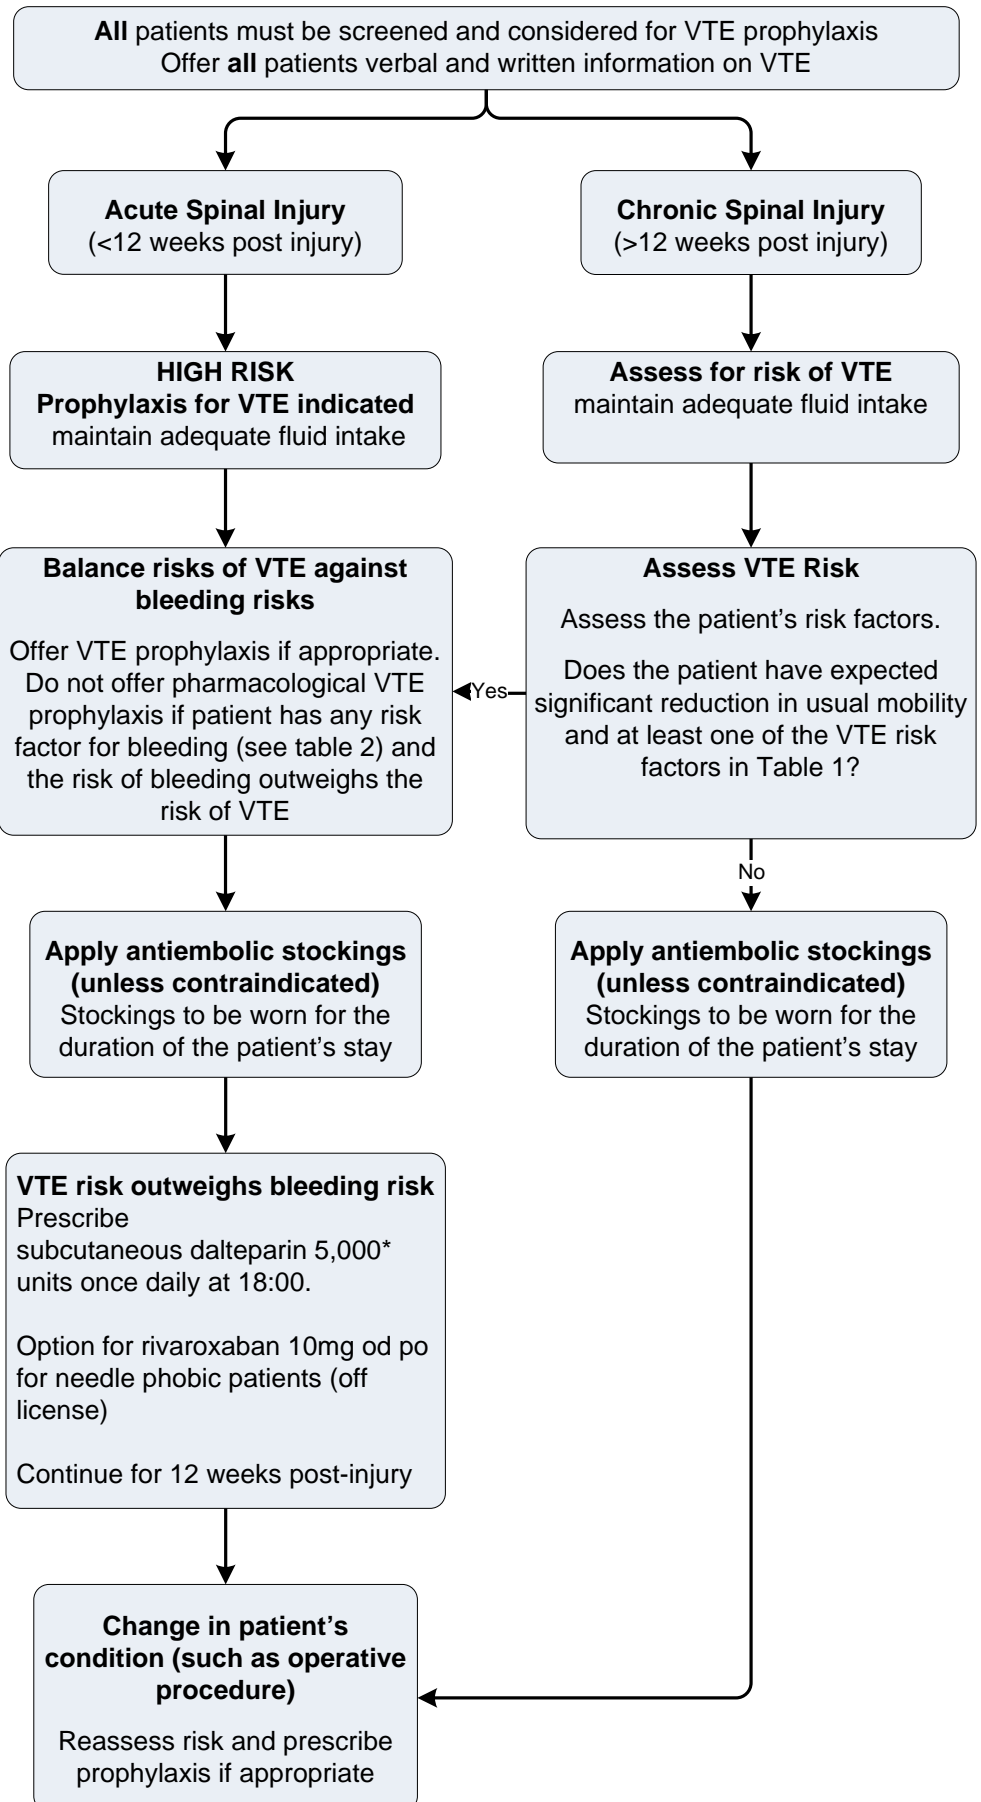 All patients must be screened and considered for VTE prophylaxis
Offer all patients verbal and written information on VTE
Acute Spinal Injury
(<12 weeks post injury)
Chronic Spinal Injury
(>12 weeks post injury)
HIGH RISK
Prophylaxis for VTE indicated
maintain adequate fluid intake
Assess for risk of VTE
maintain adequate fluid intake
Balance risks of VTE against
bleeding risks
Offer VTE prophylaxis if appropriate.
Do not offer pharmacological VTE
prophylaxis if patient has any risk
factor for bleeding (see table 2) and
the risk of bleeding outweighs the
risk of VTE
Yes
Assess VTE Risk
Assess the patient’s risk factors.
Does the patient have expected
significant reduction in usual mobility
and at least one of the VTE risk
factors in Table 1?
No
Apply antiembolic stockings
(unless contraindicated)
Stockings to be worn for the
duration of the patient’s stay
Apply antiembolic stockings
(unless contraindicated)
Stockings to be worn for the
duration of the patient’s stay
VTE risk outweighs bleeding risk
Prescribe
subcutaneous dalteparin 5,000*
units once daily at 18:00.
Option for rivaroxaban 10mg od po
for needle phobic patients (off
license)
Continue for 12 weeks post-injury
Change in patient’s
condition (such as operative
procedure)
Reassess risk and prescribe
prophylaxis if appropriate